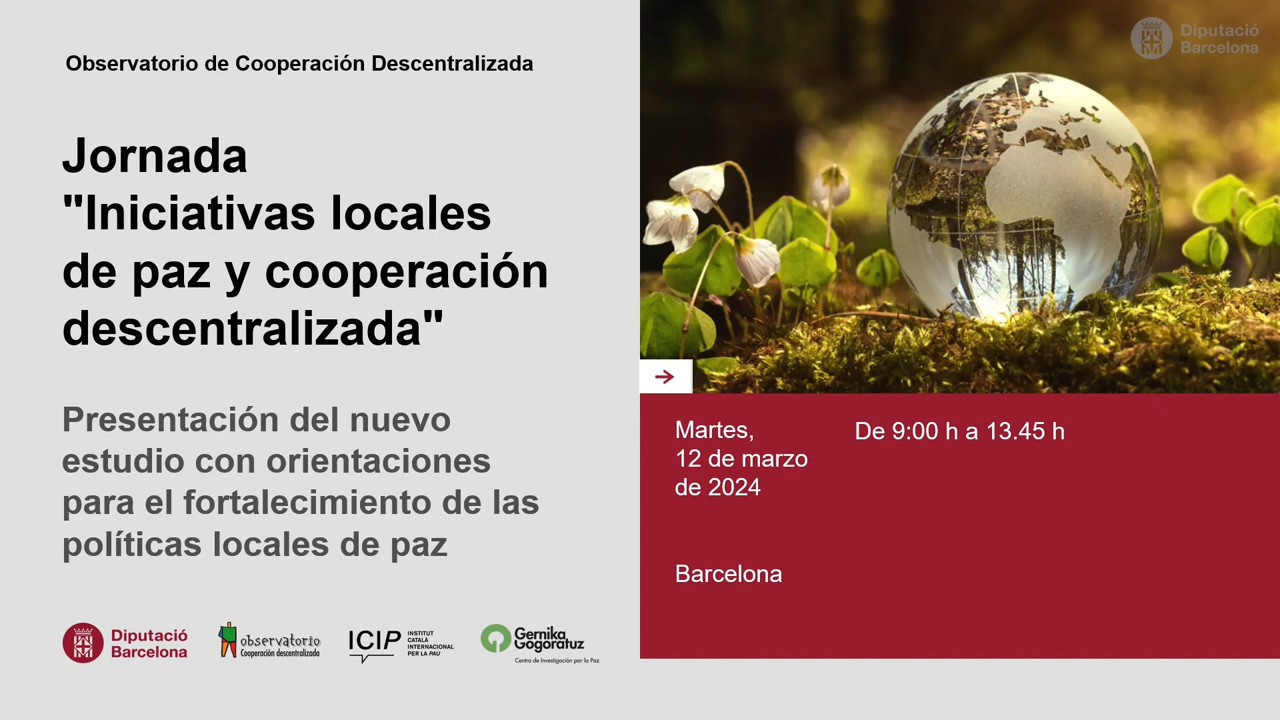 Observatorio de Cooperación Descentralizada
Jornada
"Iniciativas locales
de paz y cooperación
descentralizada"
Presentación del nuevo
estudio con orientaciones
para el fortalecimiento de las
políticas locales de paz
Diputació
Barcelona
observatorio
Cooperación descentralizada
ICIP
INSTITUT
CATALÀ
INTERNACIONAL
PER LA PAU
Gernika
Gogoratuz
Centro de Investigación por la Paz
Diputació
Barcelona
Martes,
12 de marzo
de 2024
De 9:00 h a 13.45 h
Barcelona